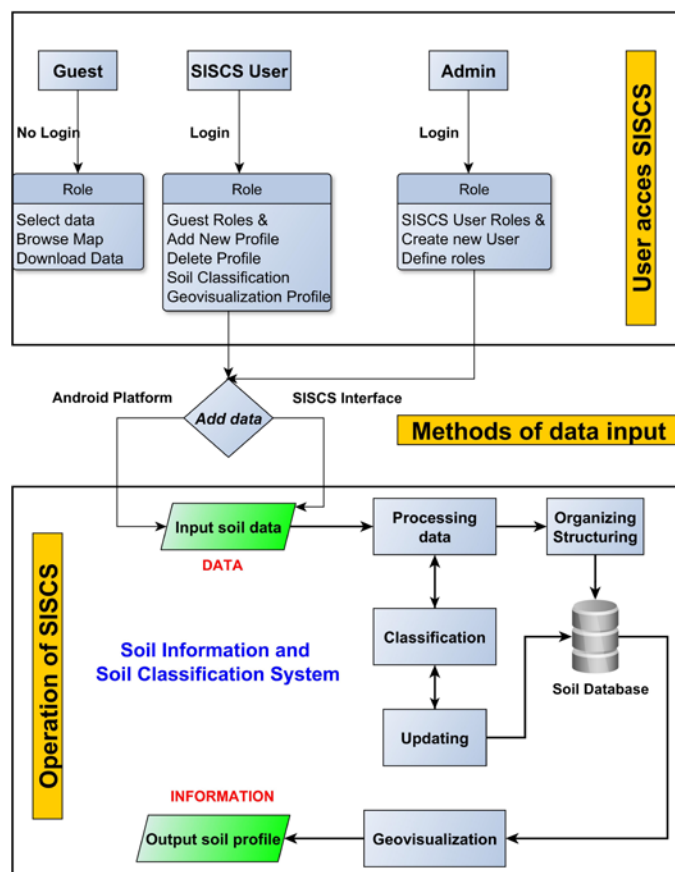 Guest
SISCS User
Admin
No Login
Login
Login
Role
Select data
Browse Map
Download Data
Role
Guest Roles &
Add New Profile
Delete Profile
Soil Classification
Geovisualization Profile
Role
SISCS User Roles &
Create new User
Define roles
User acces SISCS
Android Platform
SISCS Interface
Add data
Methods of data input
Operation of SISCS
Input soil data
DATA
Processing
data
Organizing
Structuring
Classification
Soil Information and
Soil Classification System
Soil Database
Updating
INFORMATION
Output soil profile
Geovisualization